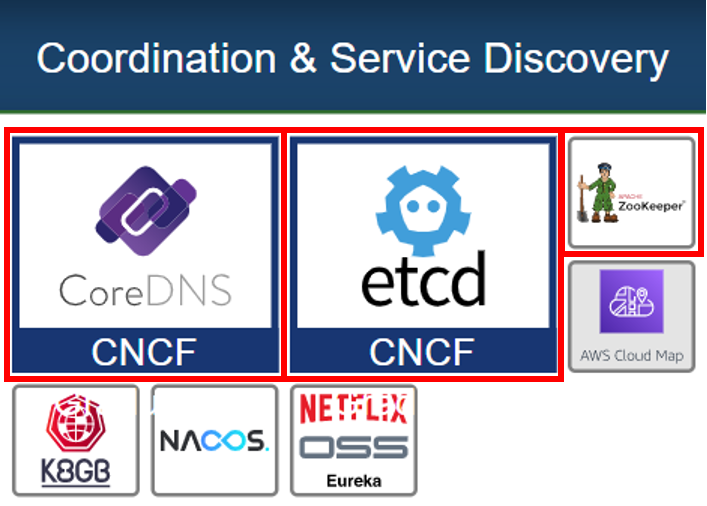 Coordination & Service Discovery
CoreDNS
CNCF
etcd
CNCF
APACHE
ZooKeeper
AWS Cloud Map
K8GB
NACOS.
NETFLIX
OSS
Eureka